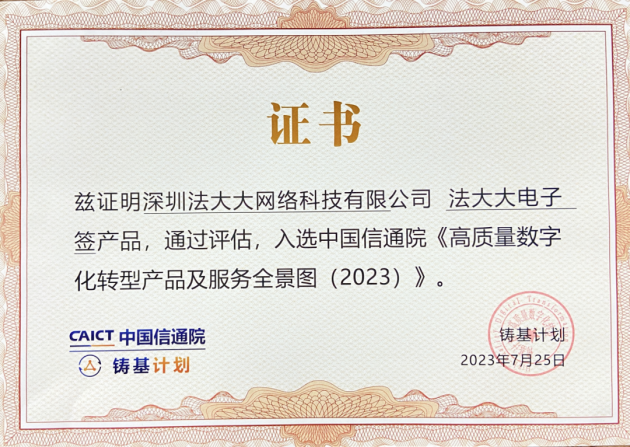 证书
兹证明深圳法大大网络科技有限公司 法大大电子
签产品，通过评估，入选中国信通院《高质量数字
化转型产品及服务全景图（2023）》。
CAICT 中国信通院
铸基计划
铸基计划
2023年7月25日